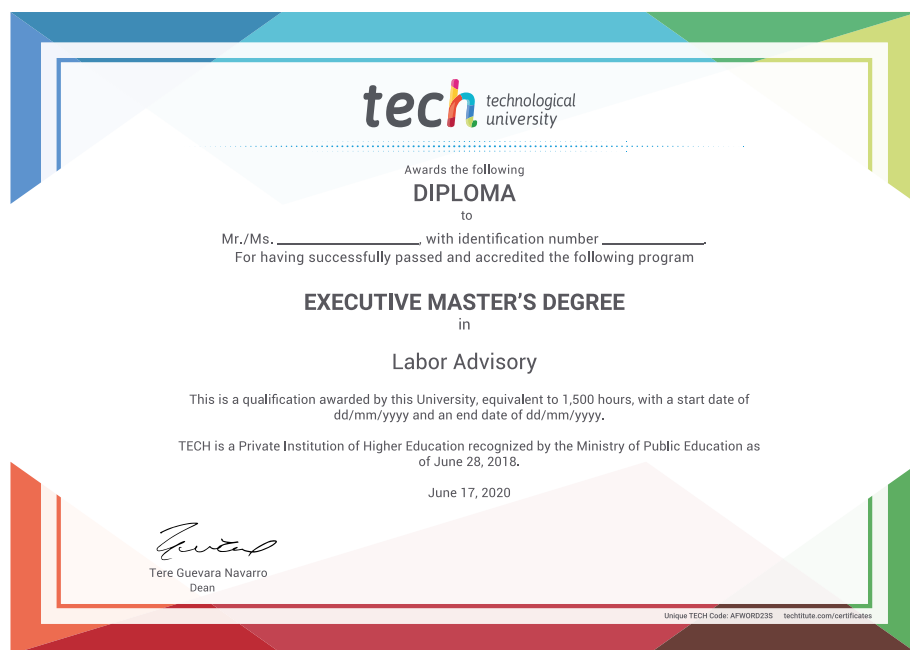 tech technological
university
Awards the following
DIPLOMA
to
Mr./Ms. ____________, with identification number ____________.
For having successfully passed and accredited the following program
EXECUTIVE MASTER'S DEGREE
in
Labor Advisory
This is a qualification awarded by this University, equivalent to 1,500 hours, with a start date of
dd/mm/yyyy and an end date of dd/mm/yyyy.
TECH is a Private Institution of Higher Education recognized by the Ministry of Public Education as
of June 28, 2018.
June 17, 2020
Tere Guevara Navarro
Dean
Unique TECH Code: AFWORD23S techtitute.com/certificates